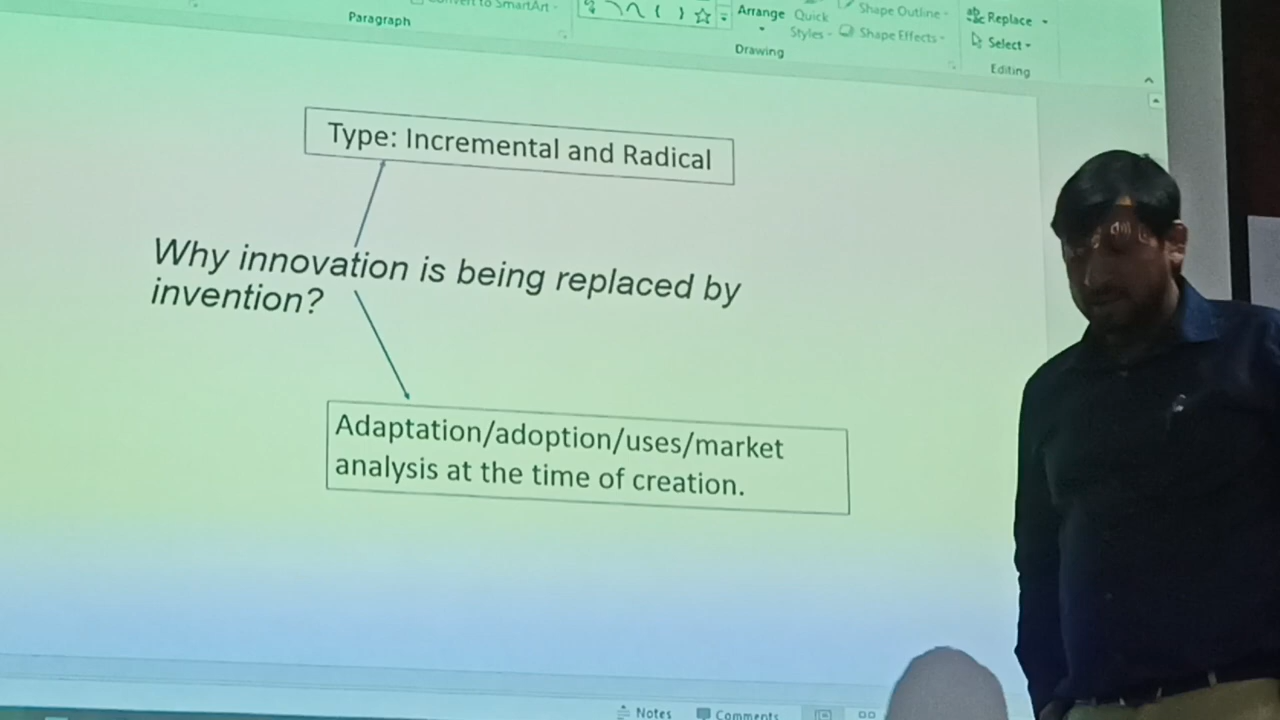 Convert to SmartArt
Paragraph
Arrange
Quick
Styles
Shape Outline
Shape Effects
Drawing
Replace
Select
Editing
Type: Incremental and Radical
Why innovation is being replaced by
invention?
Adaptation/adoption/uses/market
analysis at the time of creation.
Notes
Comments